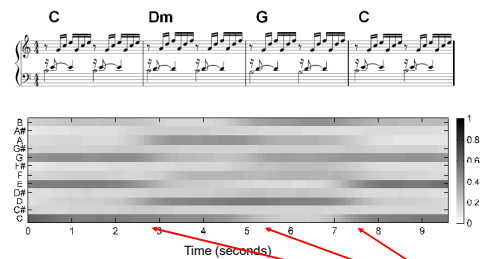 C Dm G C
B
A#
A
G#
G
F#
F
E
D#
D
C#
C
0 1 2 3 4 5 6 7 8 9
Time (seconds)
1
0.8
0.6
0.4
0.2
0